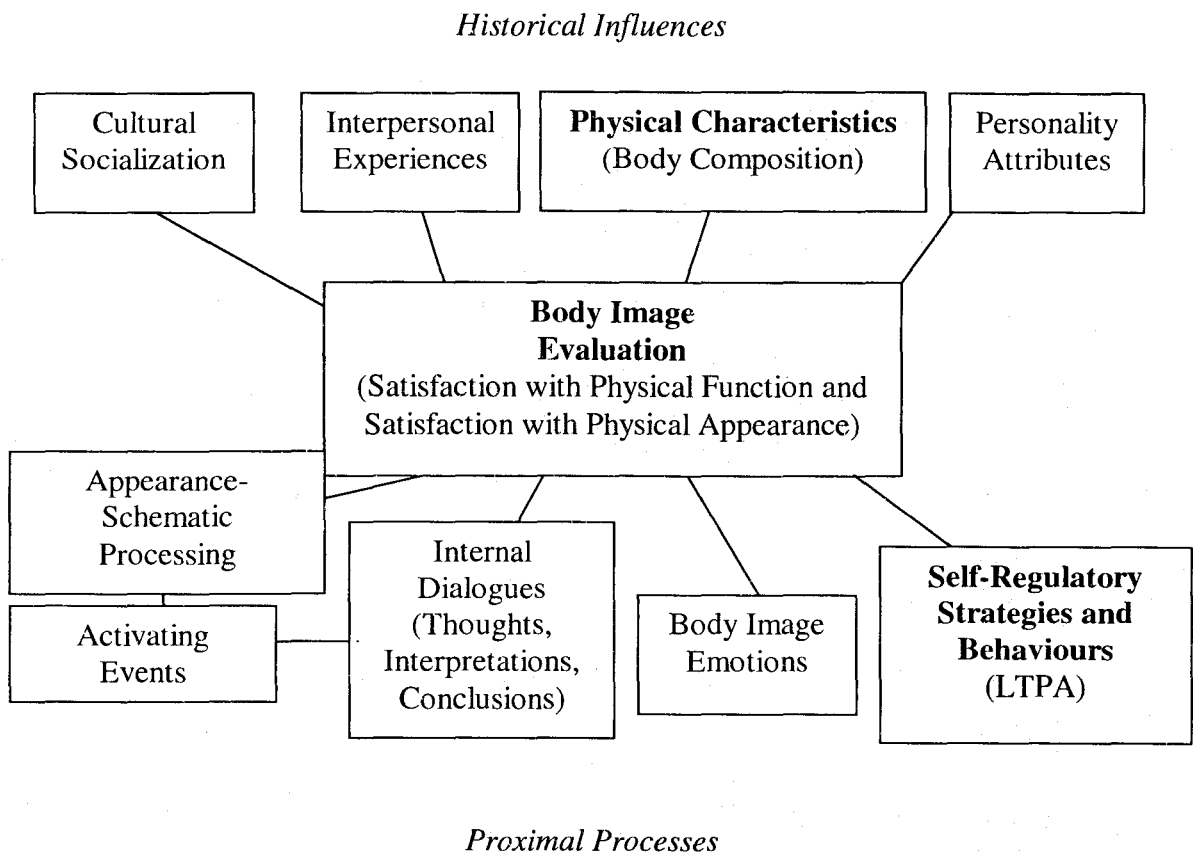 Historical Influences
Cultural
Socialization
Interpersonal
Experiences
Physical Characteristics
(Body Composition)
Personality
Attributes
Body Image
Evaluation
(Satisfaction with Physical Function and
Satisfaction with Physical Appearance)
Appearance-
Schematic
Processing
Activating
Events
Internal
Dialogues
(Thoughts,
Interpretations,
Conclusions)
Body Image
Emotions
Self-Regulatory
Strategies and
Behaviours
(LTPA)
Proximal Processes